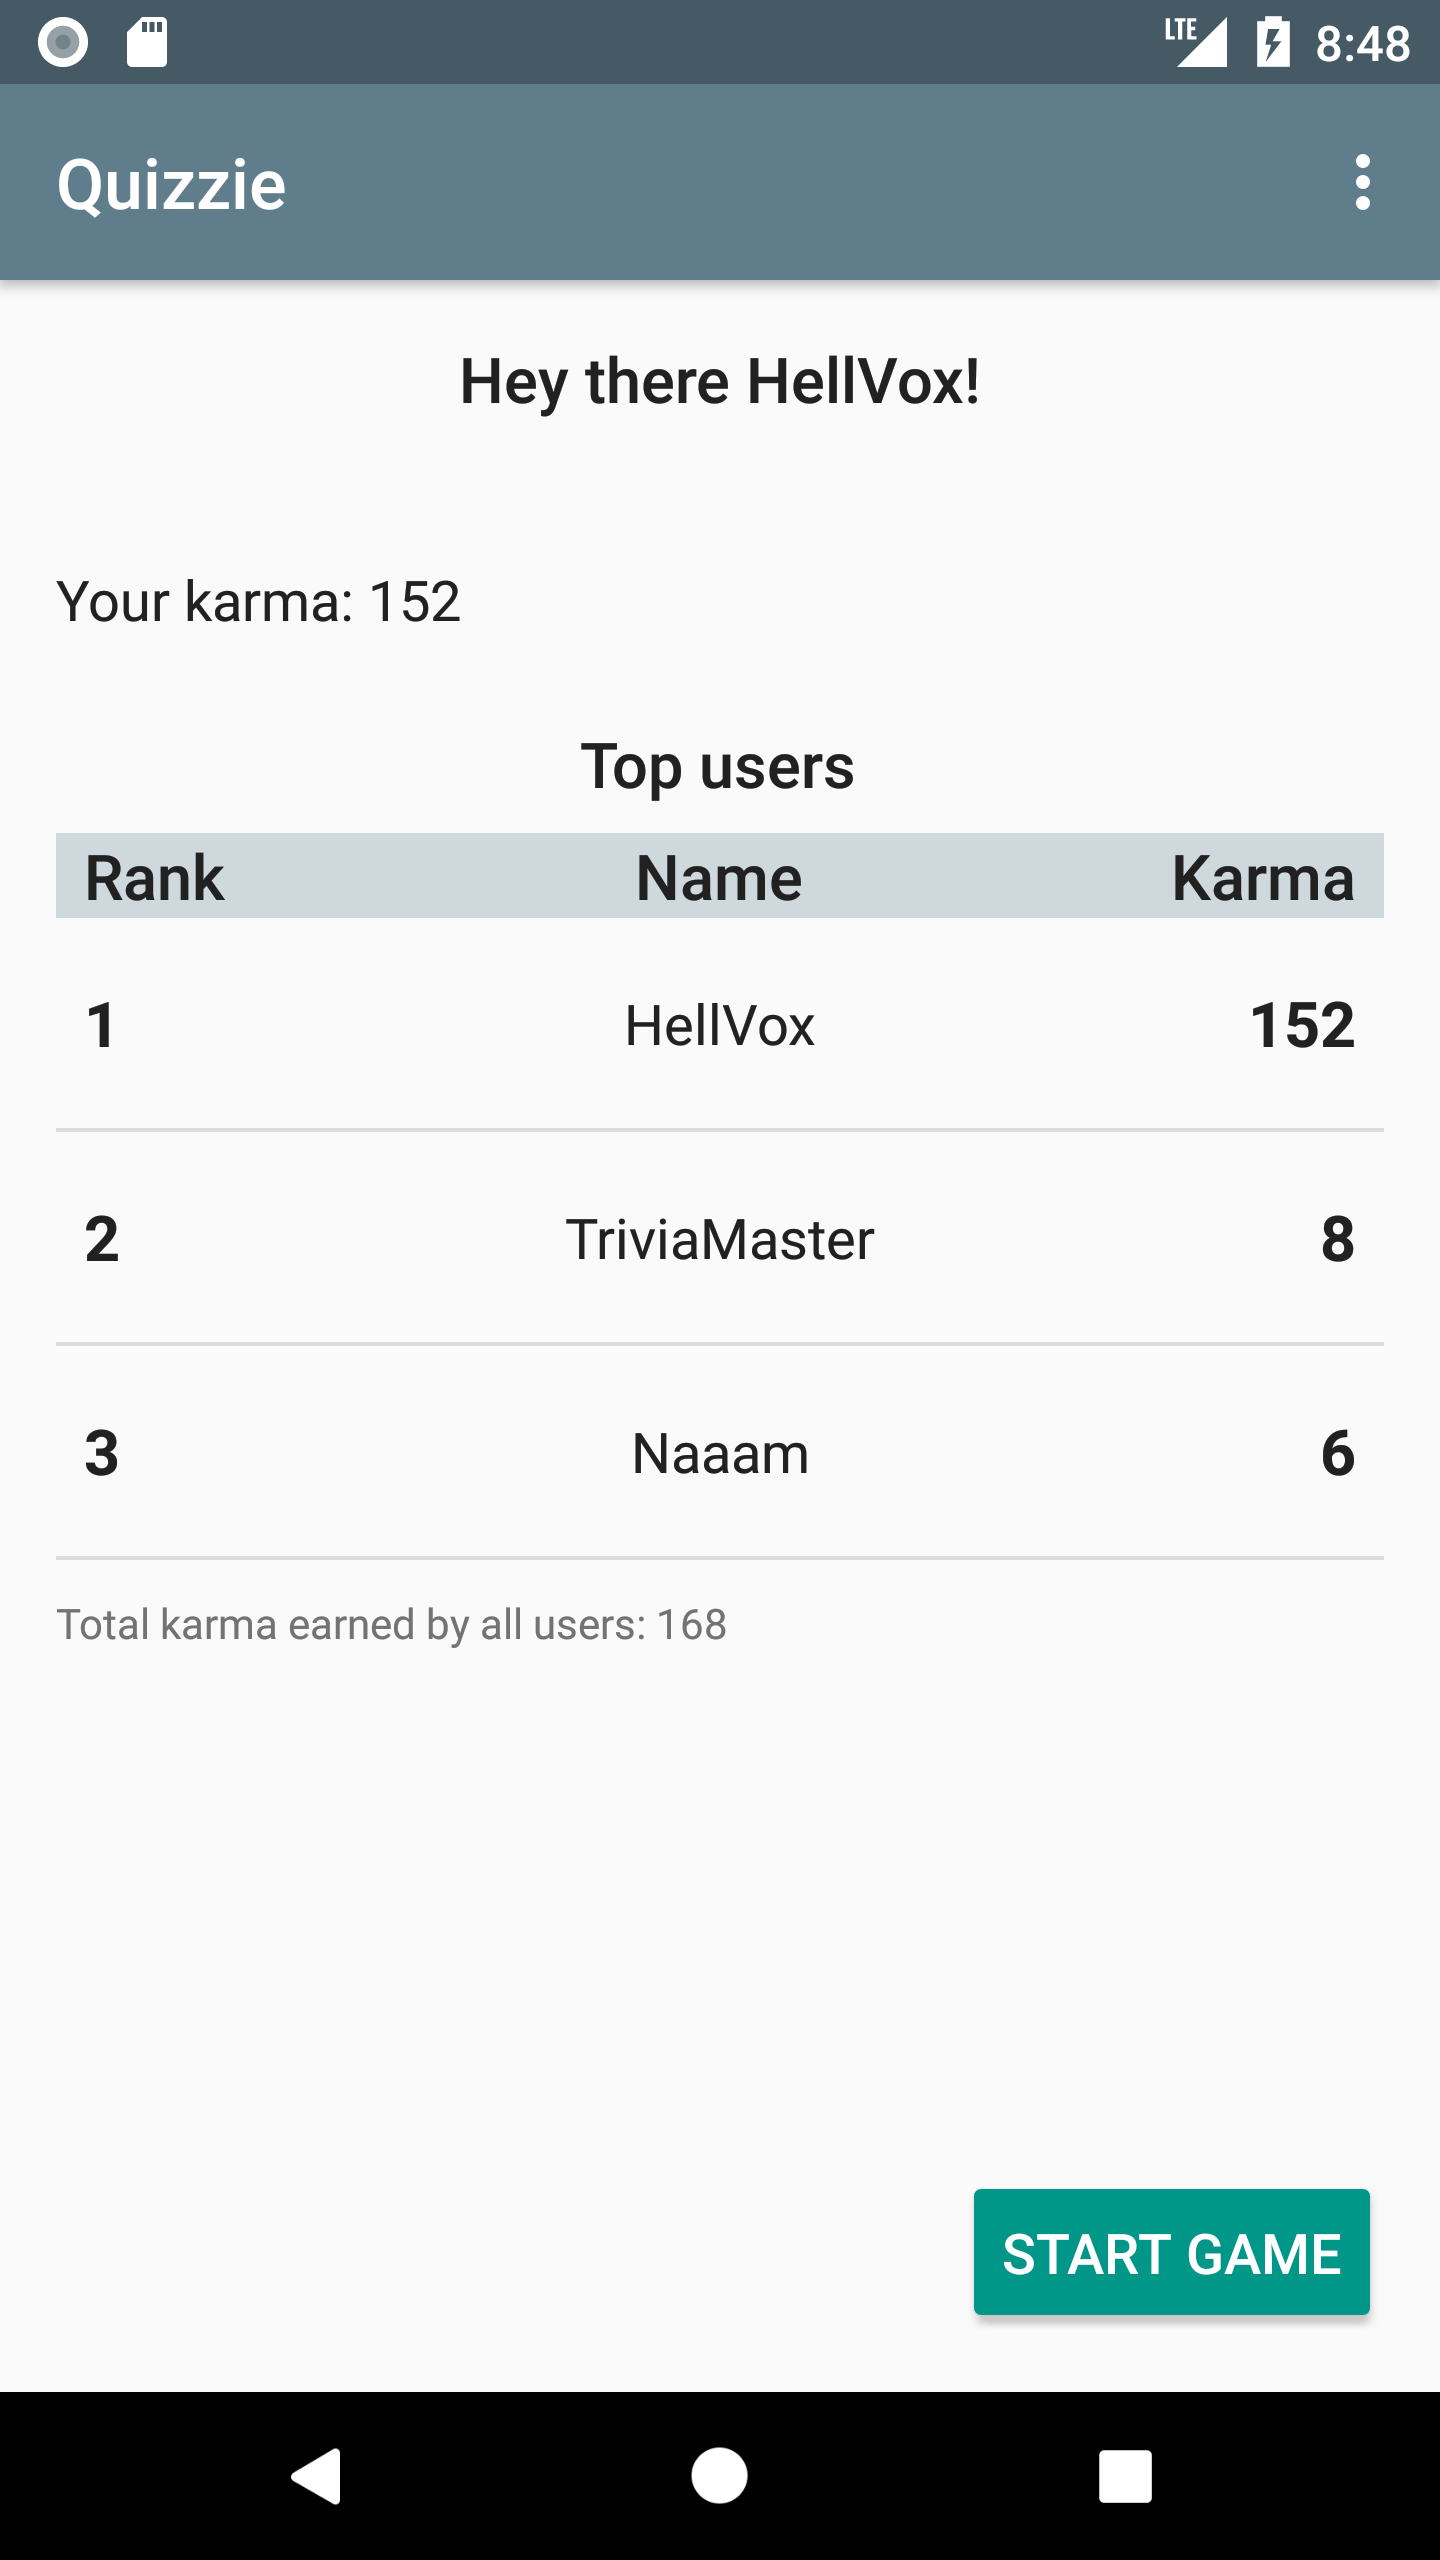 LTE 8:48
Quizzie
Hey there HellVox!
Your karma: 152
Top users
Rank Name Karma
1 HellVox 152
2 TriviaMaster 8
3 Naaam 6
Total karma earned by all users: 168
START GAME